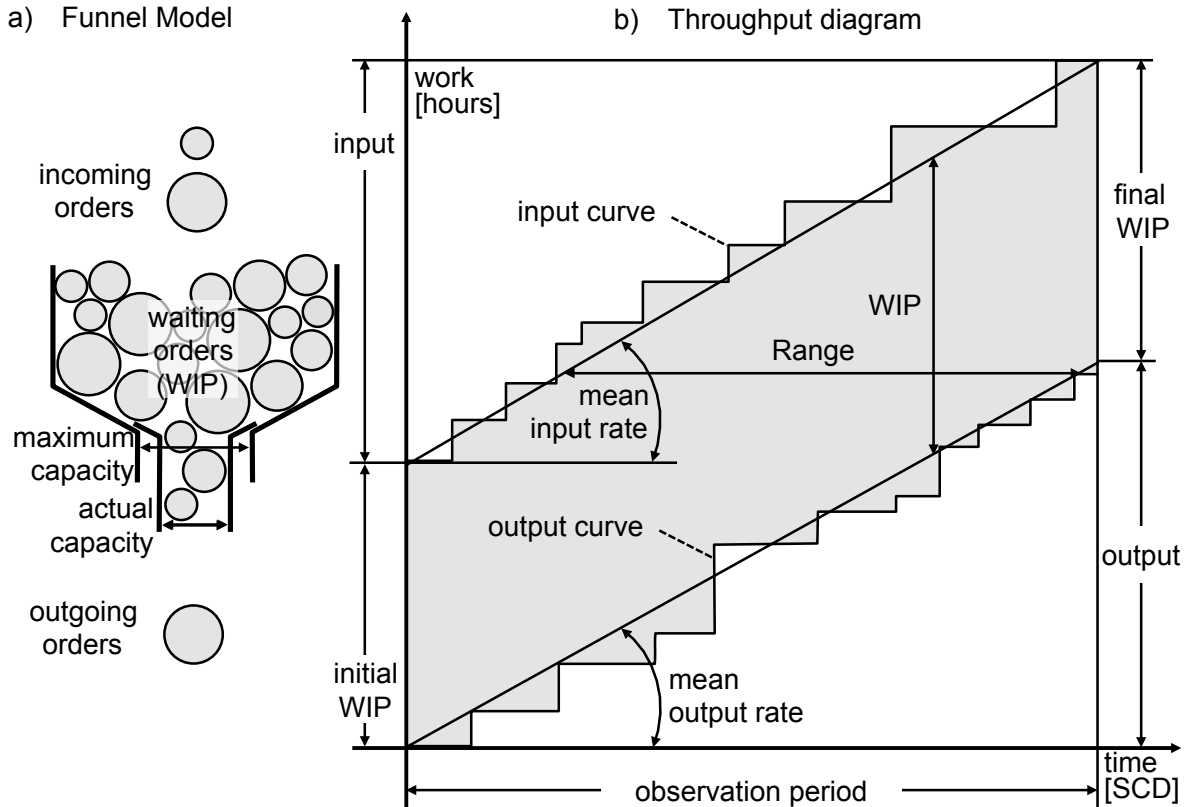 a) Funnel Model
incoming
orders
waiting
orders
(WIP)
maximum
capacity
actual
capacity
outgoing
orders
b) Throughput diagram
work
[hours]
input
input curve
final
WIP
WIP
Range
mean
input rate
output curve
output
initial
WIP
mean
output rate
time
[SCD]
observation period